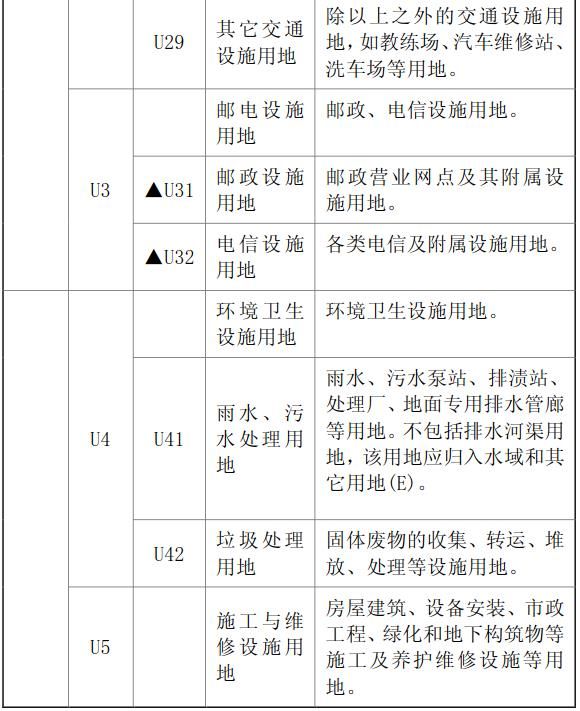 U29
其它交通
设施用地
除以上之外的交通设施用
地,如教练场、汽车维修站、
洗车场等用地。
U3
邮电设施
用地
邮政、电信设施用地。
▲U31
邮政设施
用地
邮政营业网点及其附属设
施用地。
▲U32
电信设施
用地
各类电信及附属设施用地。
U4
环境卫生
设施用地
环境卫生设施用地。
U41
雨水、污
水处理用
地
雨水、污水泵站、排渍站、
处理厂、地面专用排水管廊
等用地。不包括排水河渠用
地,该用地应归入水域和其
它用地(E)。
U42
垃圾处理
用地
固体废物的收集、转运、堆
放、处理等设施用地。
U5
施工与维
修设施用
地
房屋建筑、设备安装、市政
工程、绿化和地下构筑物等
施工及养护维修设施等用
地。